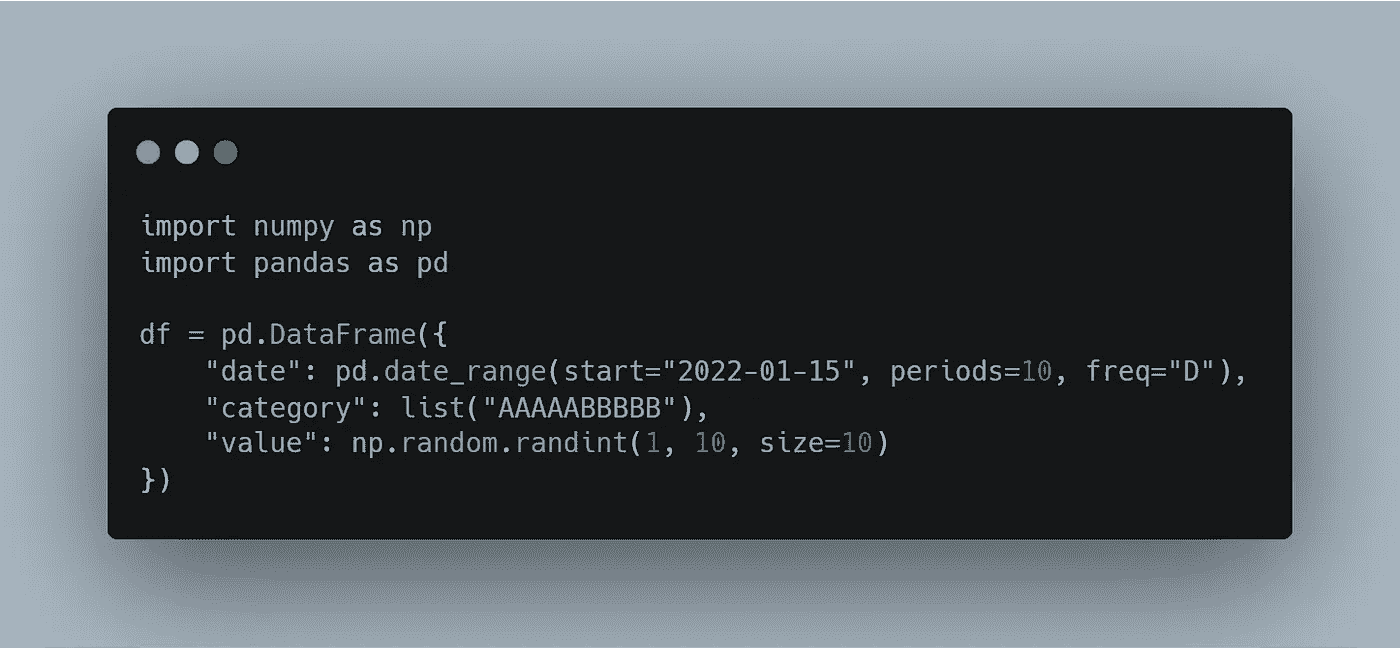 import numpy as np
import pandas as pd
df = pd.DataFrame({
    "date": pd.date_range(start="2022-01-15", periods=10, freq="D"),
    "category": list("AAAAABBBBB"),
    "value": np.random.randint(1, 10, size=10)
})